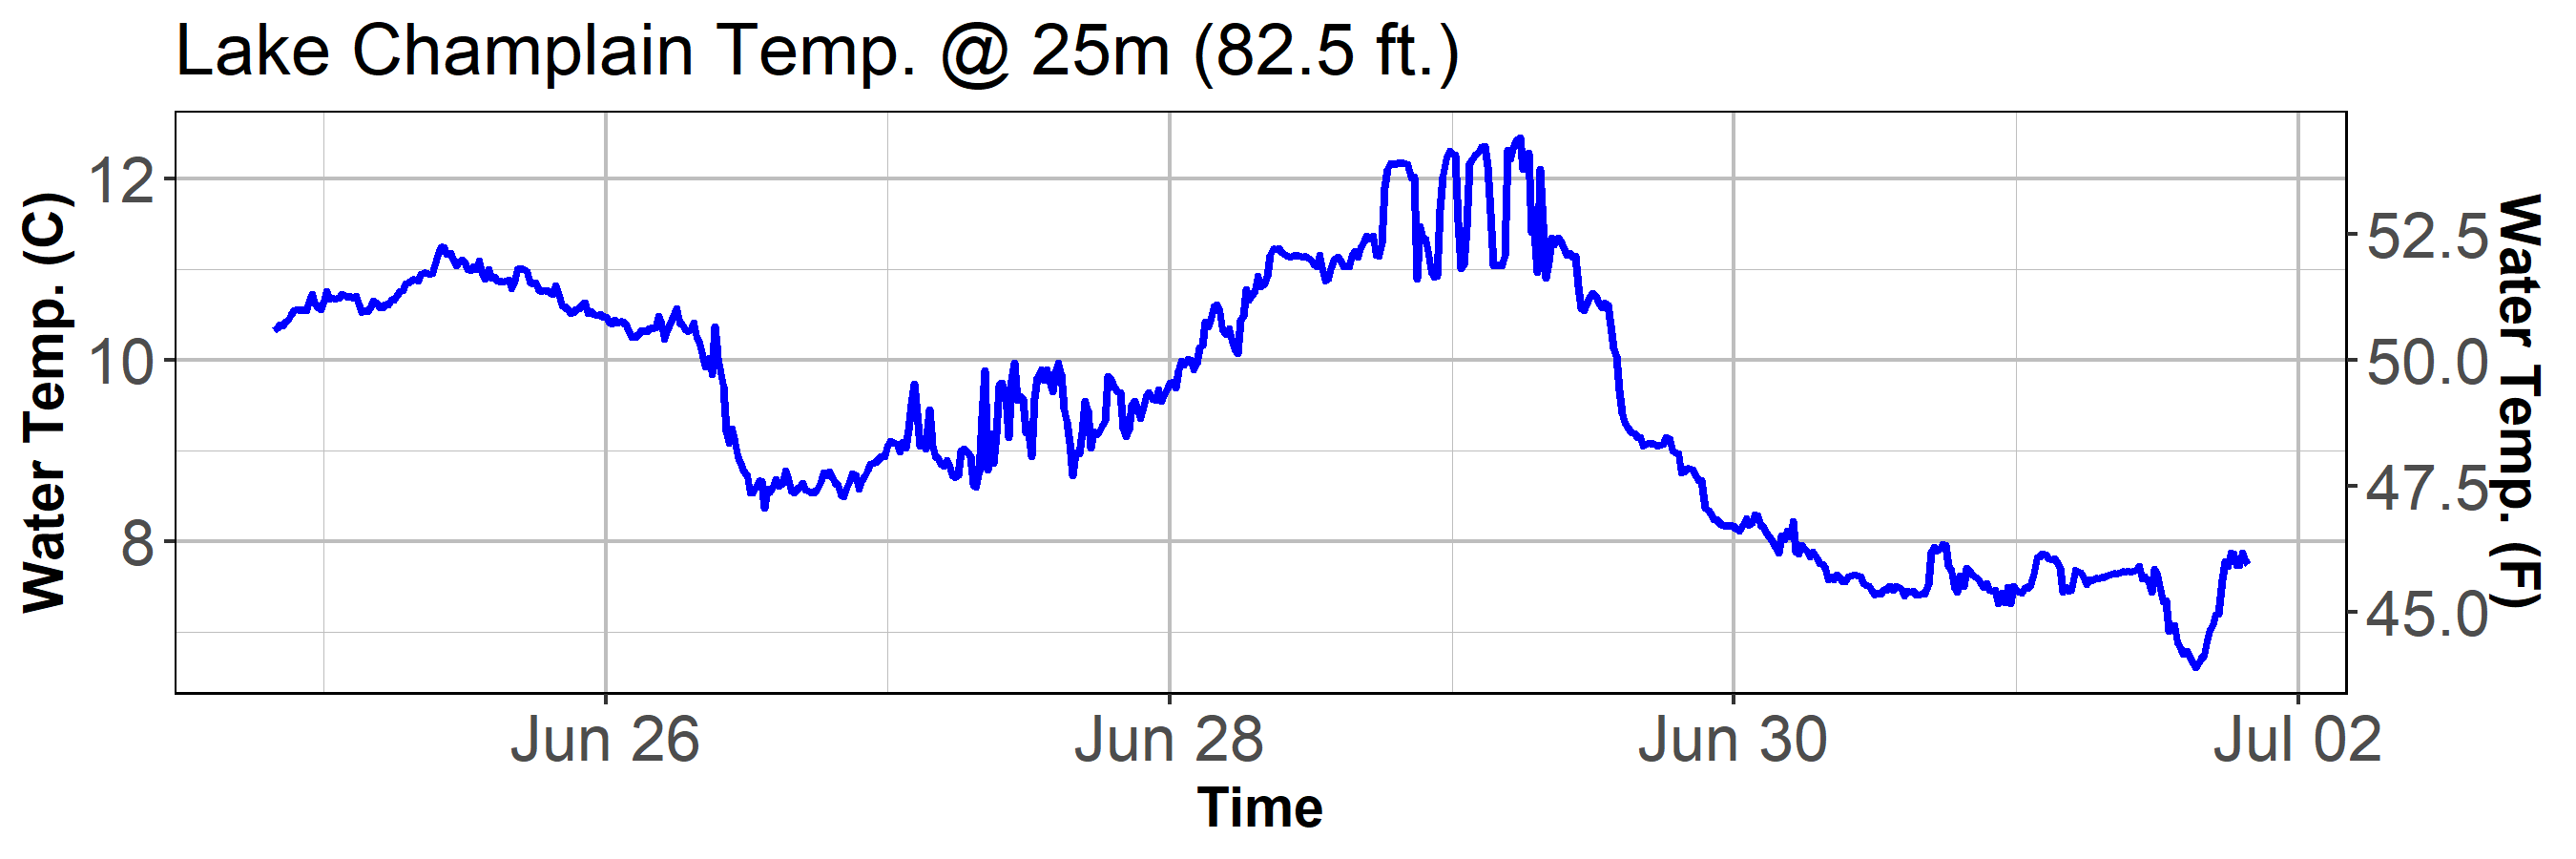 Lake Champlain Temp. @ 25m (82.5 ft.)
Water Temp. (C)
12
10
8
52.5
50.0
47.5
45.0
Water Temp. (F)
Jun 26
Jun 28
Jun 30
Jul 02
Time